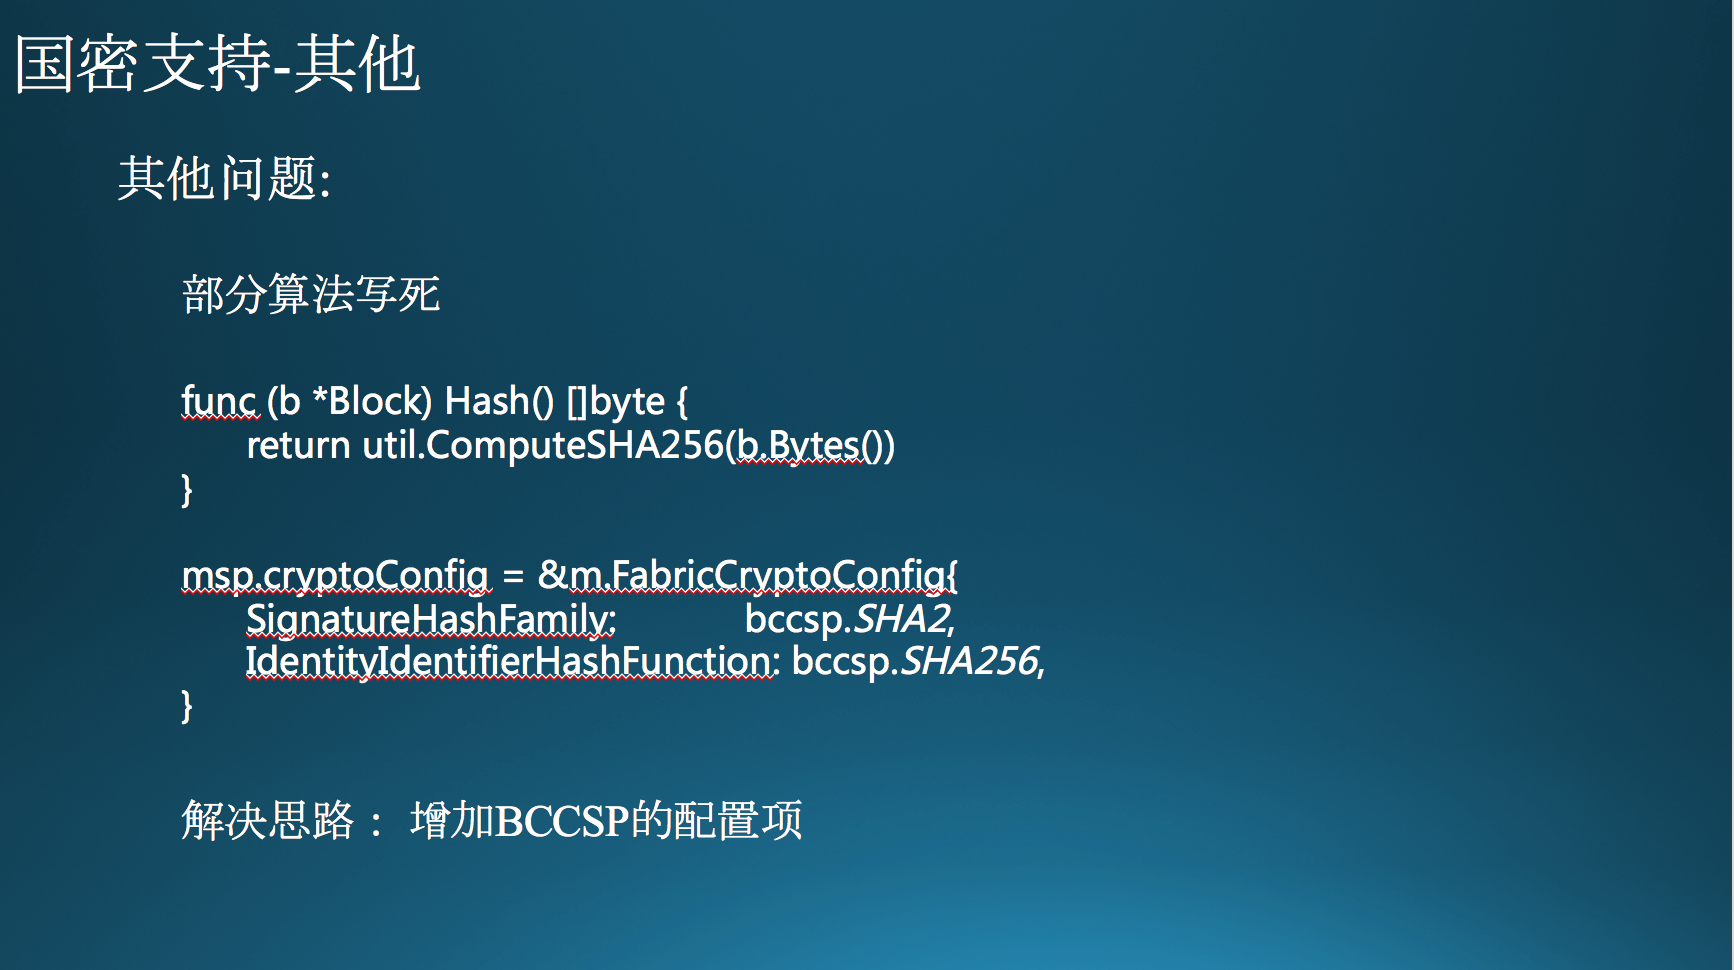 国密支持-其他
其他问题:
部分算法写死
func (b *Block) Hash() []byte {
return util.ComputeSHA256(b.Bytes())
}
msp.cryptoConfig = &m.FabricCryptoConfig{
SignatureHashFamily: bccsp.SHA2,
IdentityIdentifierHashFunction: bccsp.SHA256,
}
解决思路：增加BCCSP的配置项